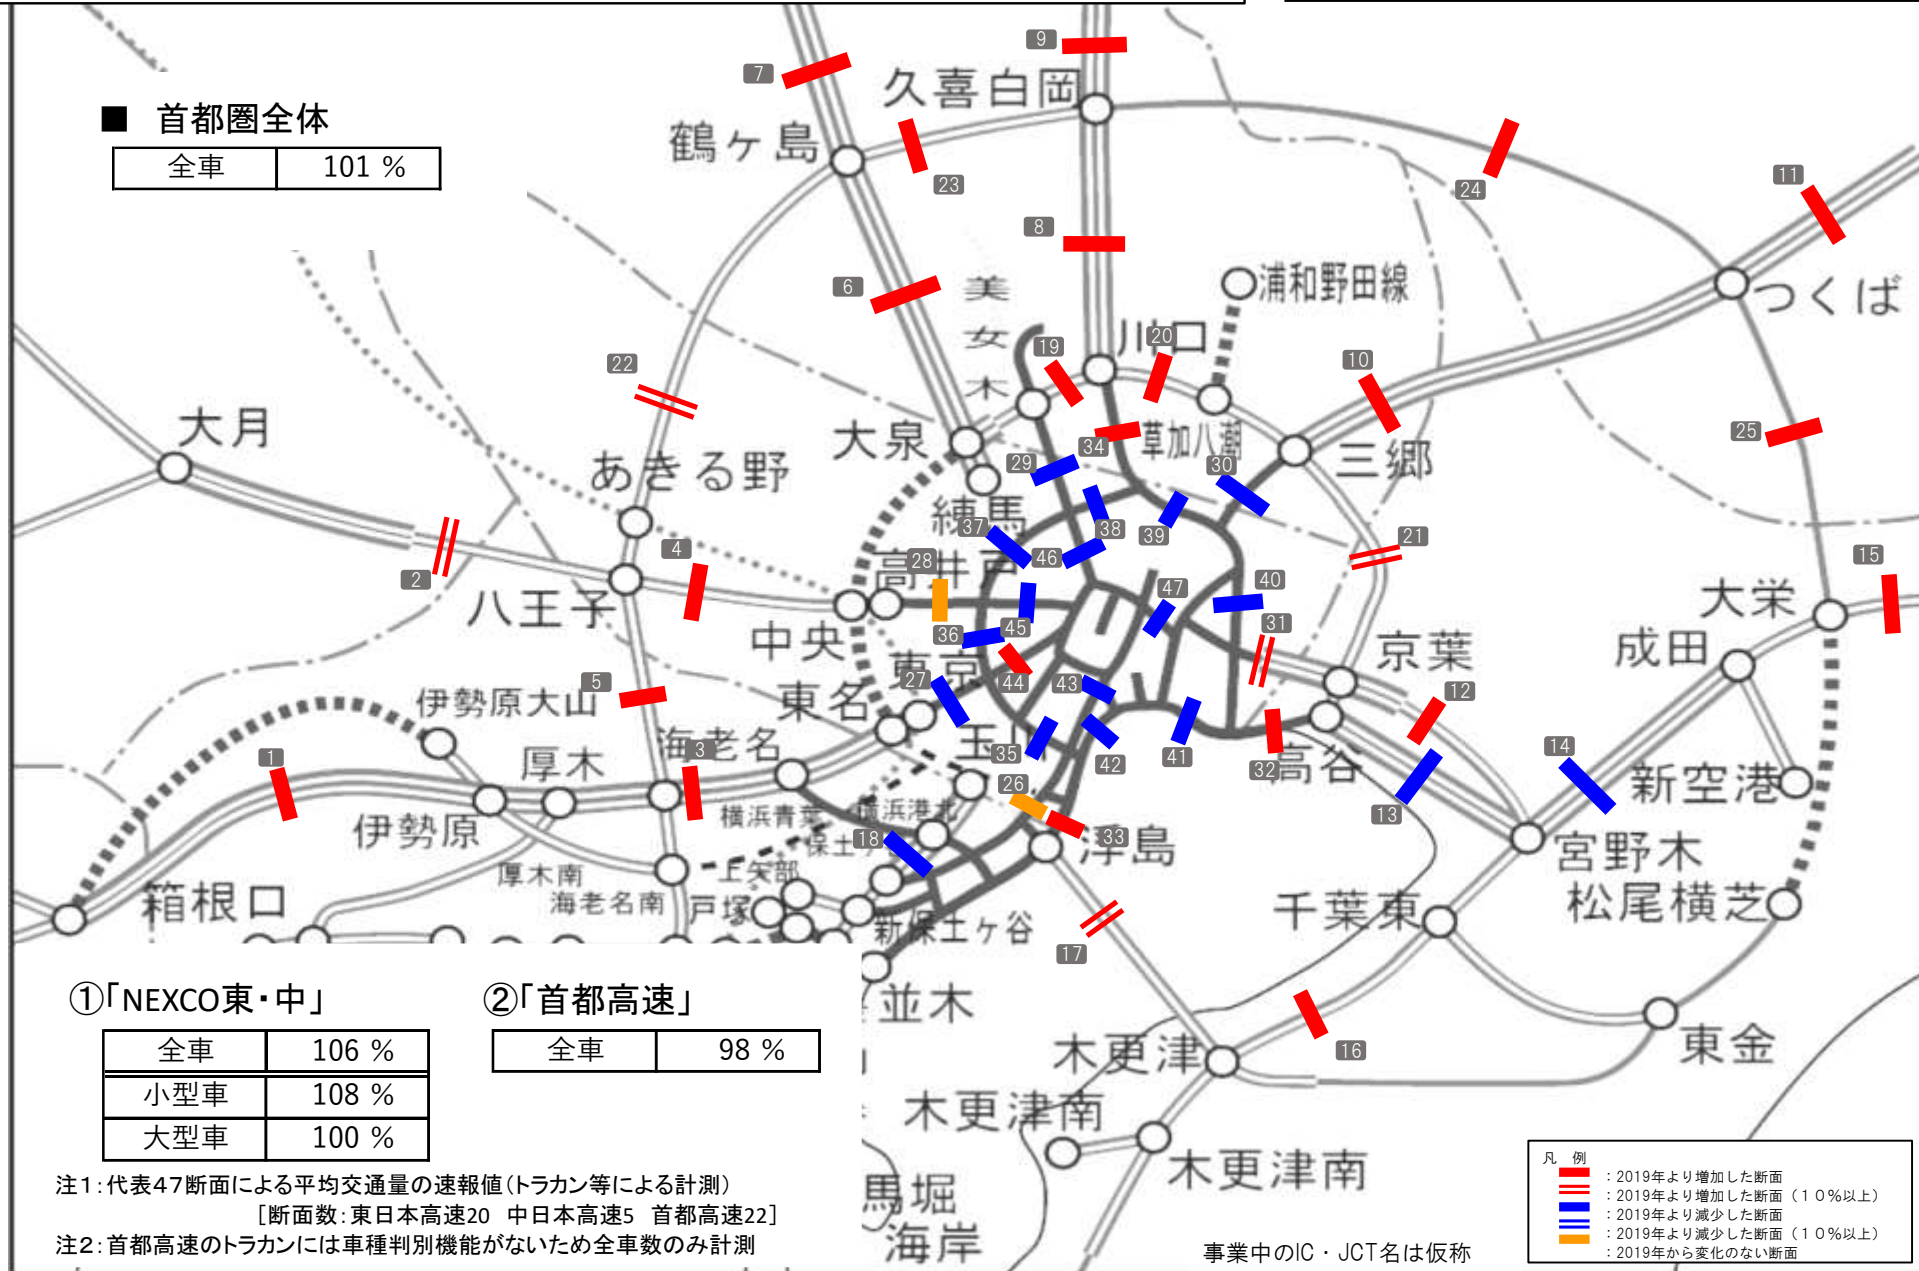 ■ 首都圏全体
全車 101 %
7
9
久喜白岡
鶴ヶ島
23
24
11
8
6
美女木
浦和野田線
つくば
川口
19
20
22
10
大月
あきる野
大泉
34
草加八潮
三郷
25
29
30
練馬
37
38
39
46
21
15
2
4
高井戸
28
47
40
大栄
八王子
中央
36
45
31
京葉
成田
東京
44
5
伊勢原大山
27
43
12
東名
玉川
厚木
海老名
3
1
35
42
41
32
高谷
14
新空港
26
13
伊勢原
横浜青葉
横浜港北
18
33
浮島
宮野木
厚木南
上矢部
箱根口
海老名南
戸塚
新保土ヶ谷
千葉東
松尾横芝
17
並木
16
東金
木更津
木更津南
木更津南
馬堀海岸
①「NEXCO東・中」
全車 106 %
小型車 108 %
大型車 100 %
②「首都高速」
全車 98 %
注1:代表47断面による平均交通量の速報値(トラカン等による計測)
[断面数:東日本高速20 中日本高速5 首都高速22]
注2:首都高速のトラカンには車種判別機能がないため全車数のみ計測
事業中のIC・JCT名は仮称
凡 例
:2019年より増加した断面
:2019年より増加した断面(10%以上)
:2019年より減少した断面
:2019年より減少した断面(10%以上)
:2019年から変化のない断面